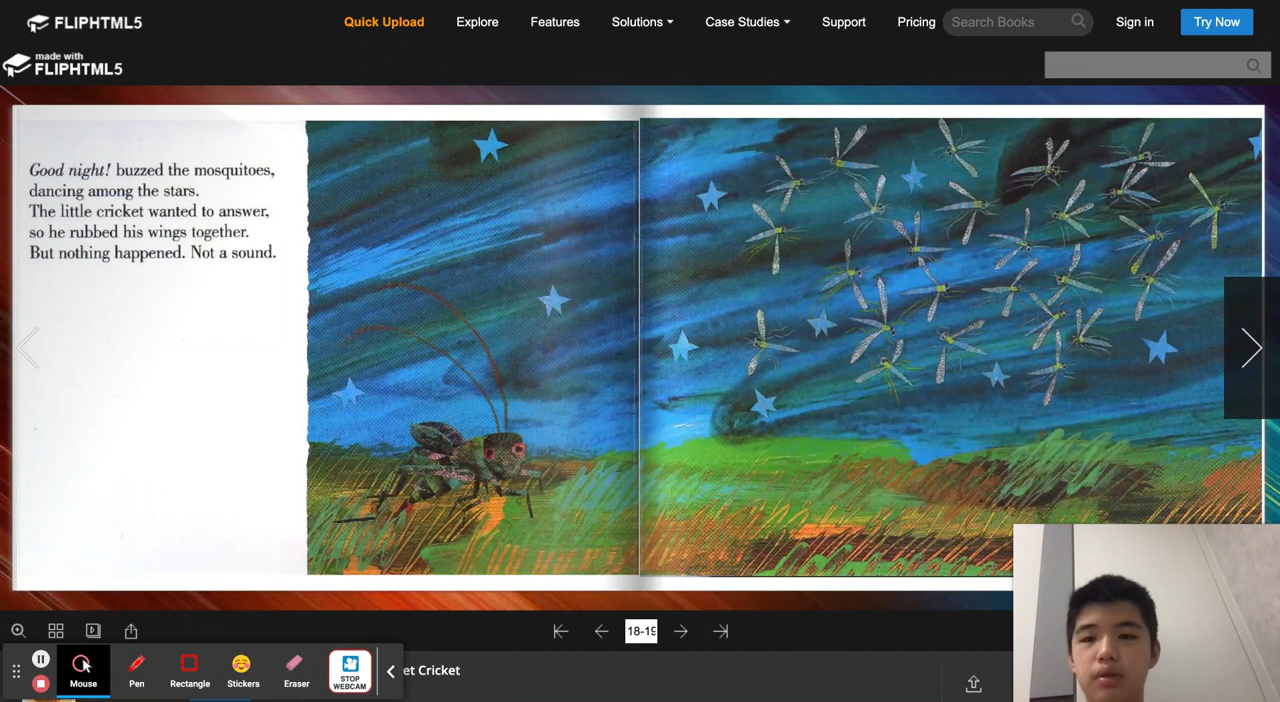 FLIPHTML5
Quick Upload
Explore
Features
Solutions
Case Studies
Support
Pricing
Search Books
Sign in
Try Now
made with
FLIPHTML5
Good night! buzzed the mosquitoes,
dancing among the stars.
The little cricket wanted to answer,
so he rubbed his wings together.
But nothing happened. Not a sound.
18-19
Mouse
Pen
Rectangle
Stickers
Eraser
STOP
WEBCAM
et Cricket